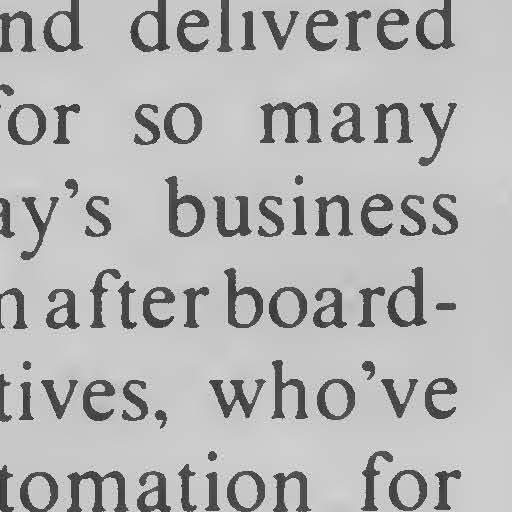 nd delivered
for so many
ay's business
n after board-
tives, who've
tomation for